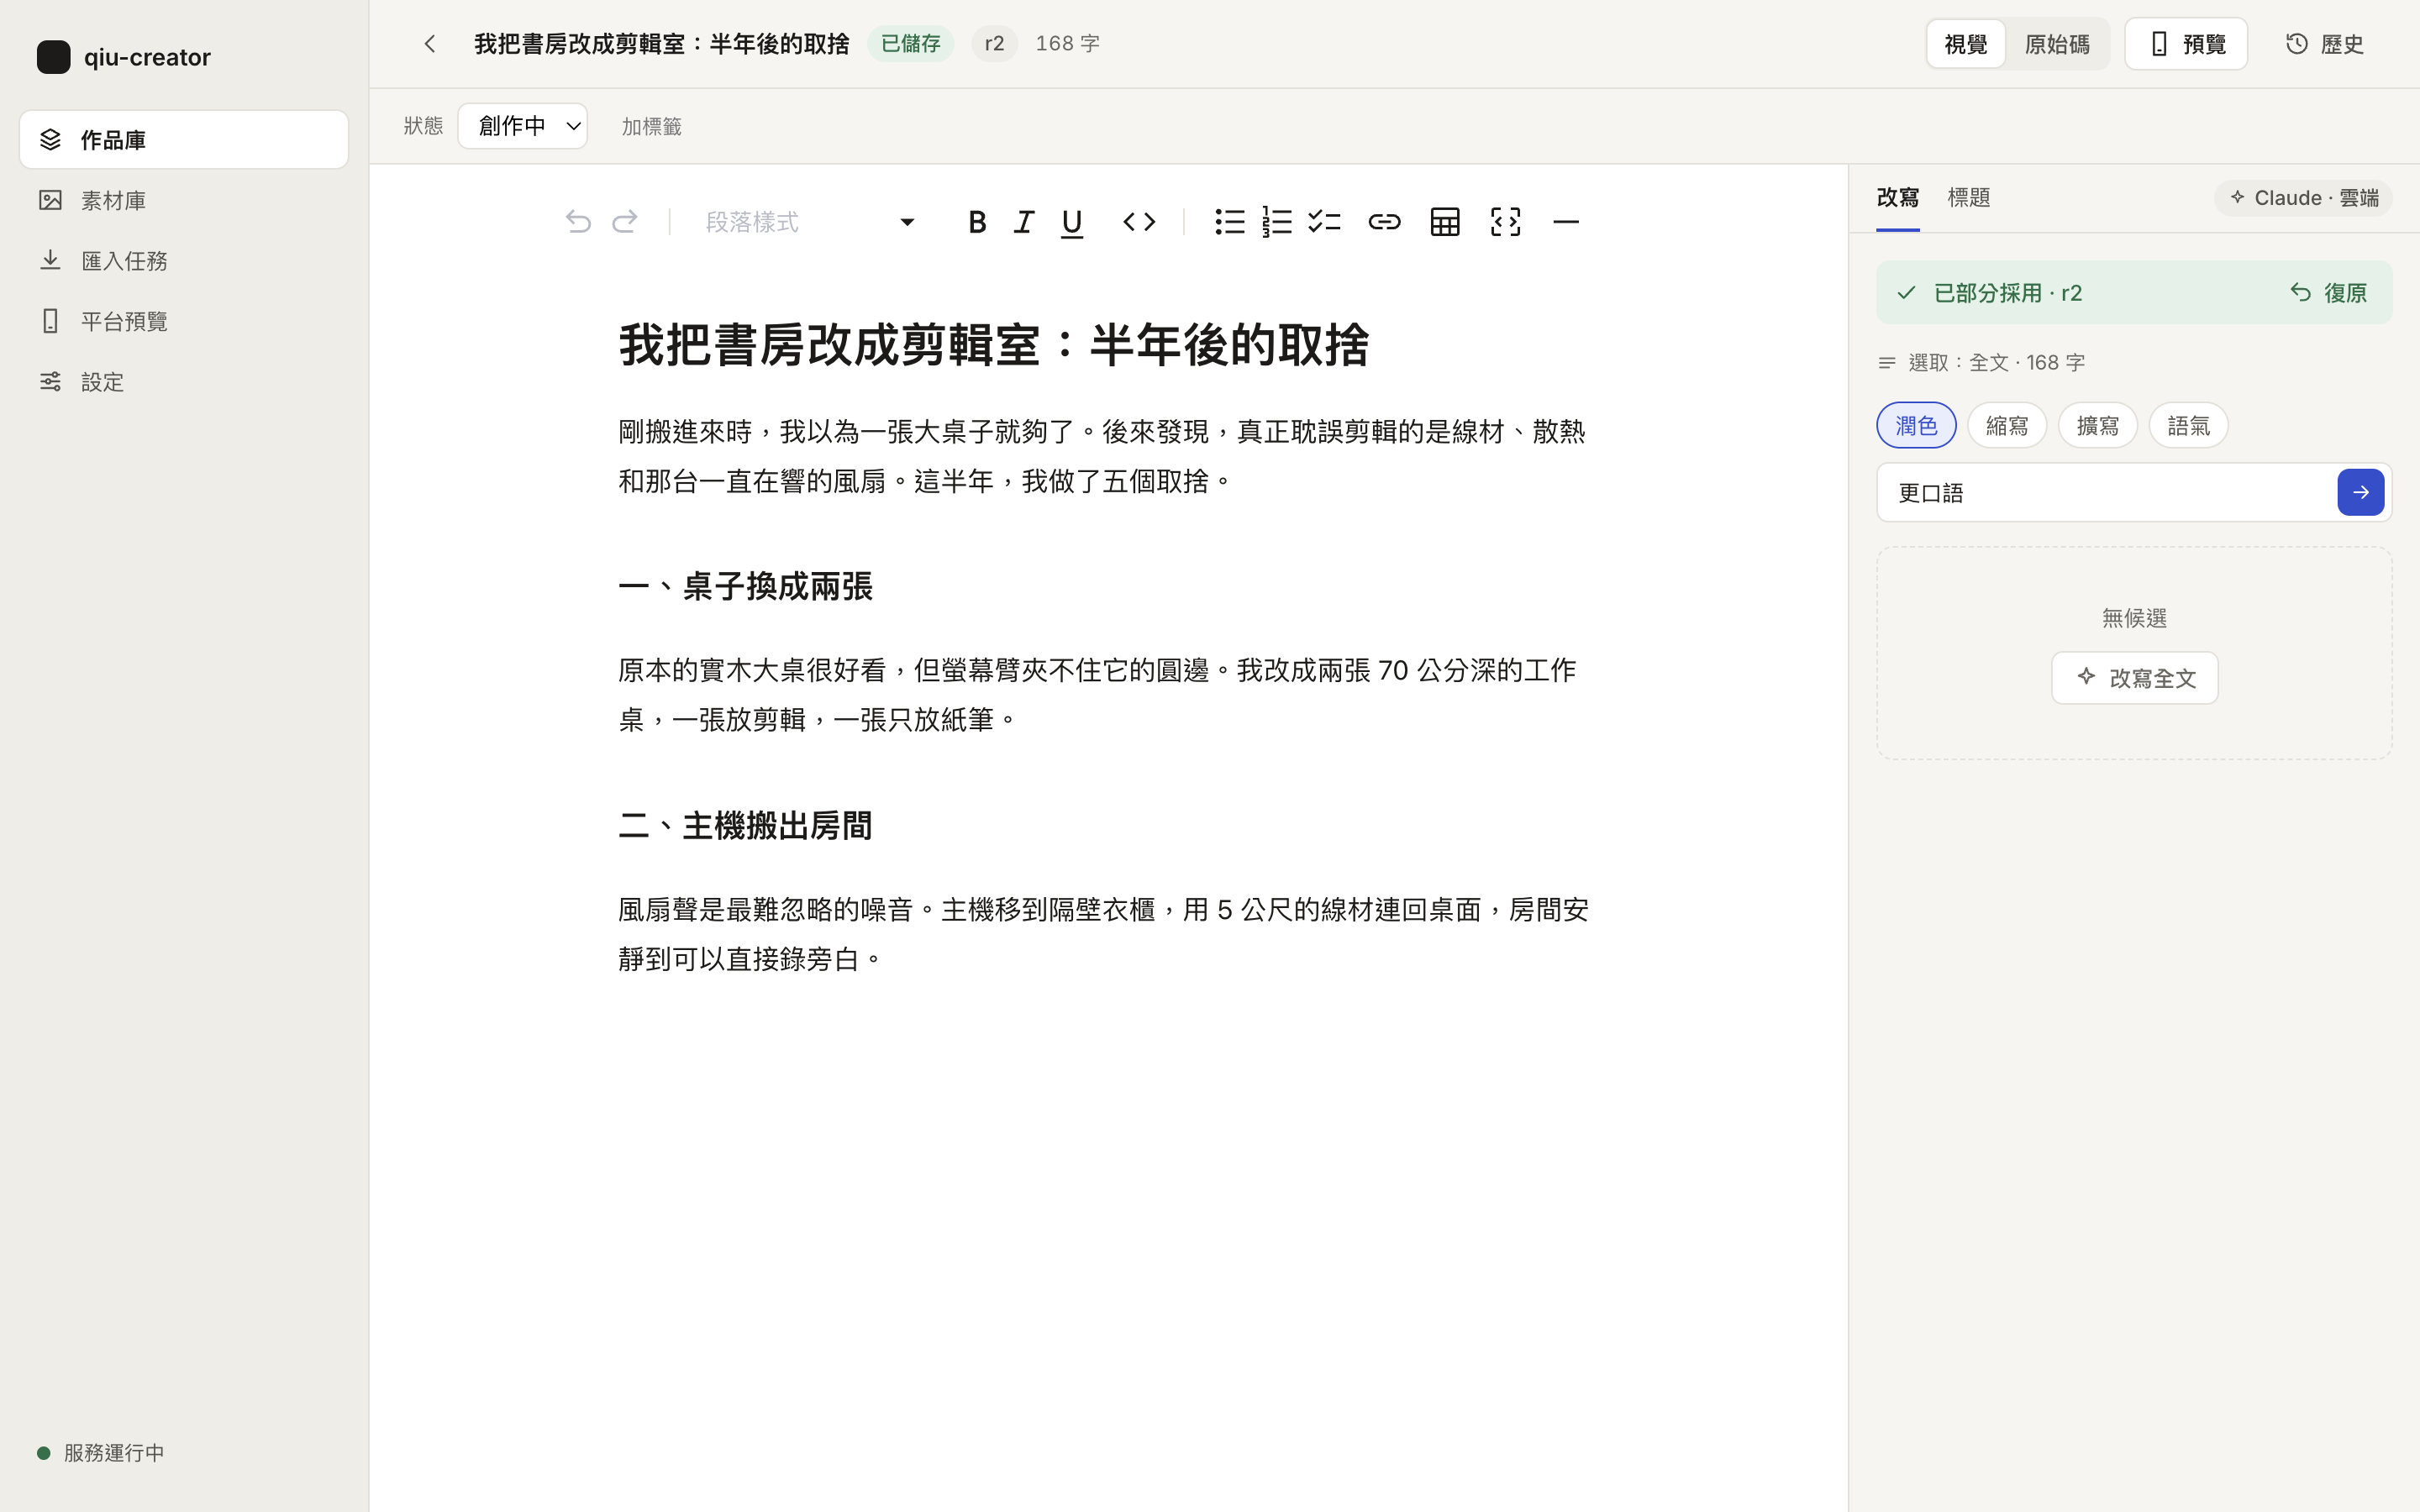 qiu-creator
作品庫
素材庫
匯入任務
平台預覽
設定
服務運行中
我把書房改成剪輯室：半年後的取捨
已儲存
r2
168 字
視覺
原始碼
預覽
歷史
狀態
創作中
加標籤
段落樣式
我把書房改成剪輯室：半年後的取捨
剛搬進來時，我以為一張大桌子就夠了。後來發現，真正耽誤剪輯的是線材、散熱
和那台一直在響的風扇。這半年，我做了五個取捨。
一、桌子換成兩張
原本的實木大桌很好看，但螢幕臂夾不住它的圓邊。我改成兩張 70 公分深的工作
桌，一張放剪輯，一張只放紙筆。
二、主機搬出房間
風扇聲是最難忽略的噪音。主機移到隔壁衣櫃，用 5 公尺的線材連回桌面，房間安
靜到可以直接錄旁白。
改寫
標題
Claude · 雲端
已部分採用 · r2
復原
選取：全文 · 168 字
潤色
縮寫
擴寫
語氣
更口語
無候選
改寫全文